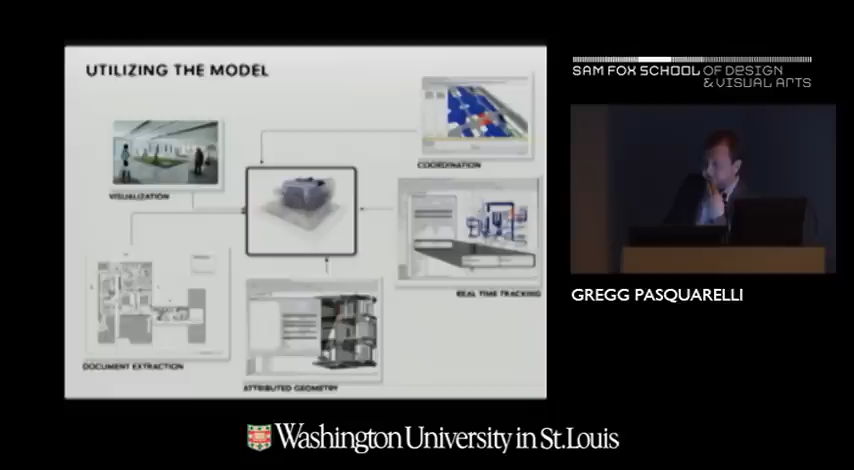 UTILIZING THE MODEL
VISUALIZATION
COORDINATION
REAL TIME TRACKING
DOCUMENT EXTRACTION
ATTRIBUTED GEOMETRY
SAM FOX SCHOOL OF DESIGN
& VISUAL ARTS
GREGG PASQUARELLI
Washington University in St. Louis